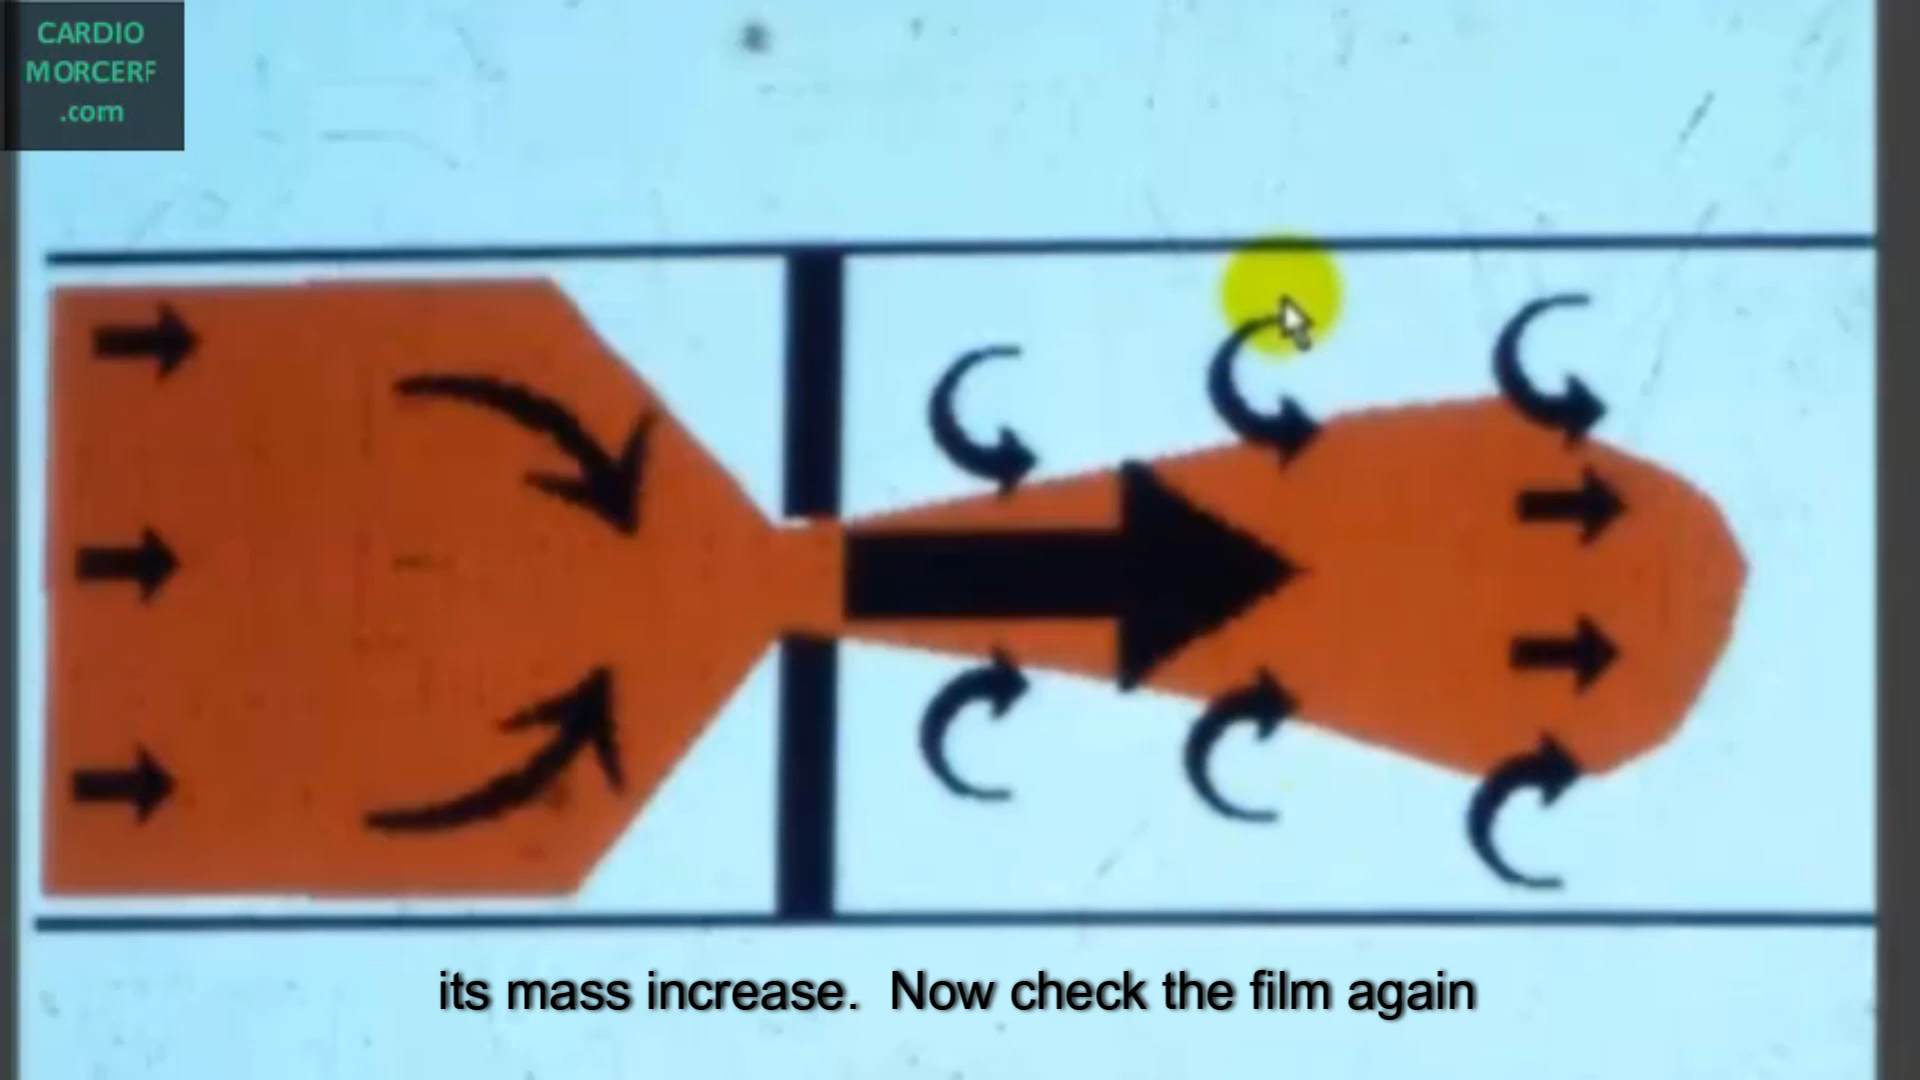 CARDIO
MORCERF
.com
its mass increase.  Now check the film again